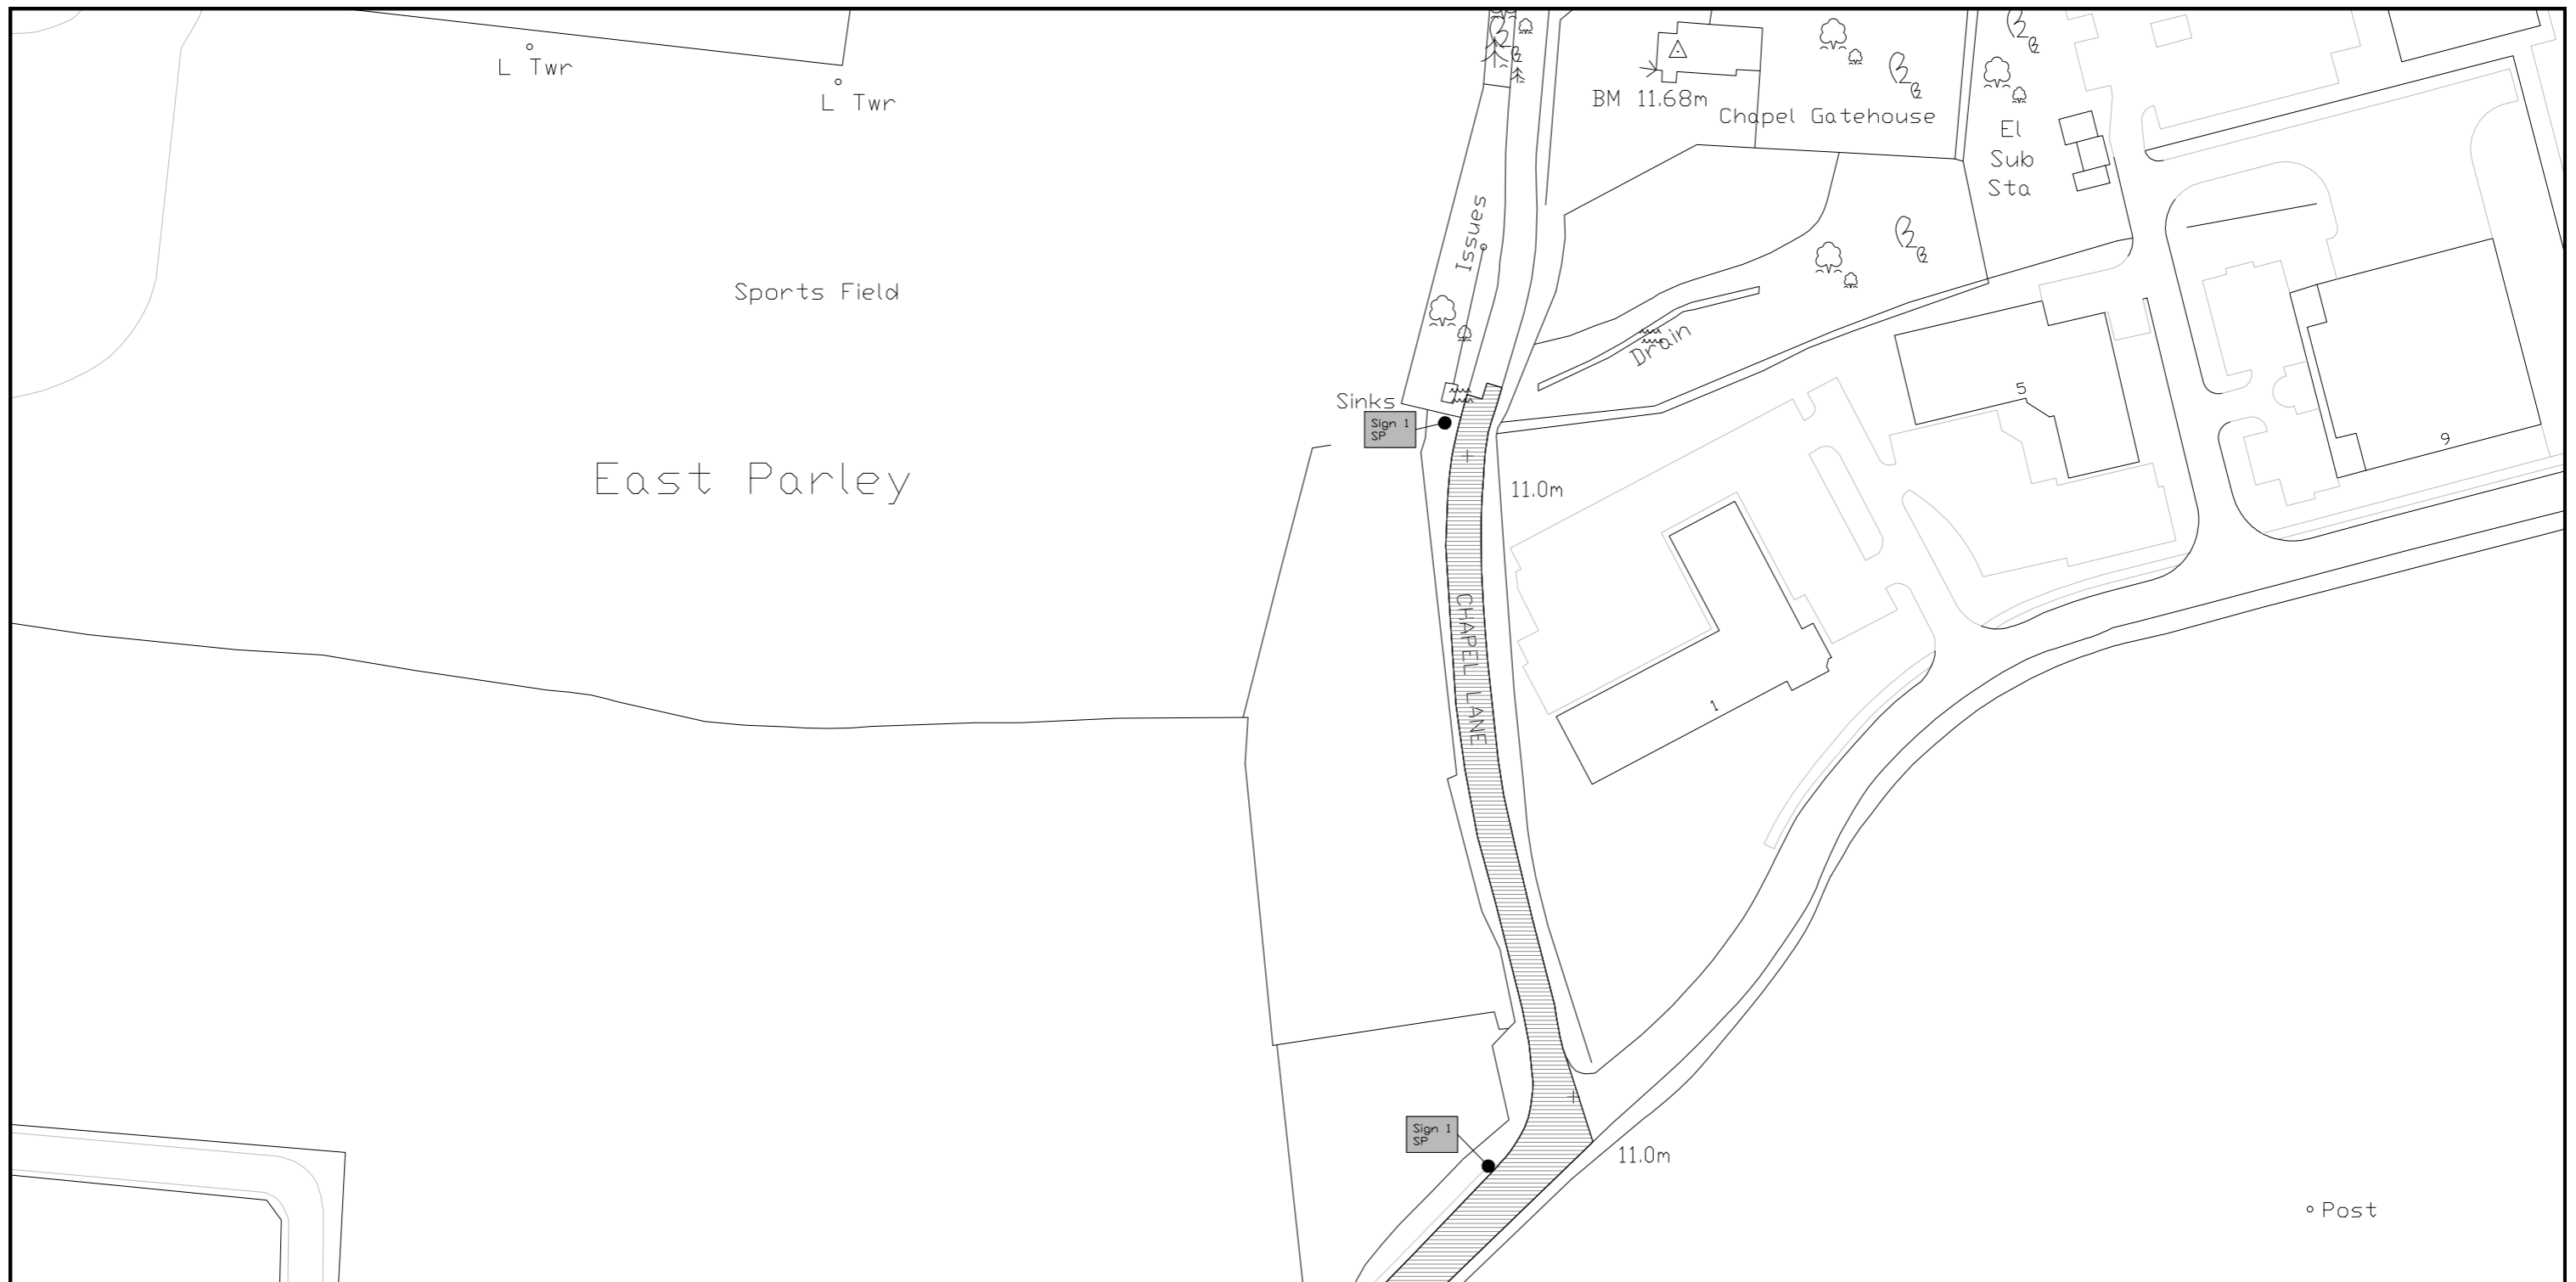 L Twr
L Twr
BM 11.68m
Chapel Gatehouse
El
Sub
Sta
Issues
Sports Field
Drain
Sinks
Sign 1
SP
5
9
East Parley
11.0m
CHAPEL LANE
1
Sign 1
SP
11.0m
Post